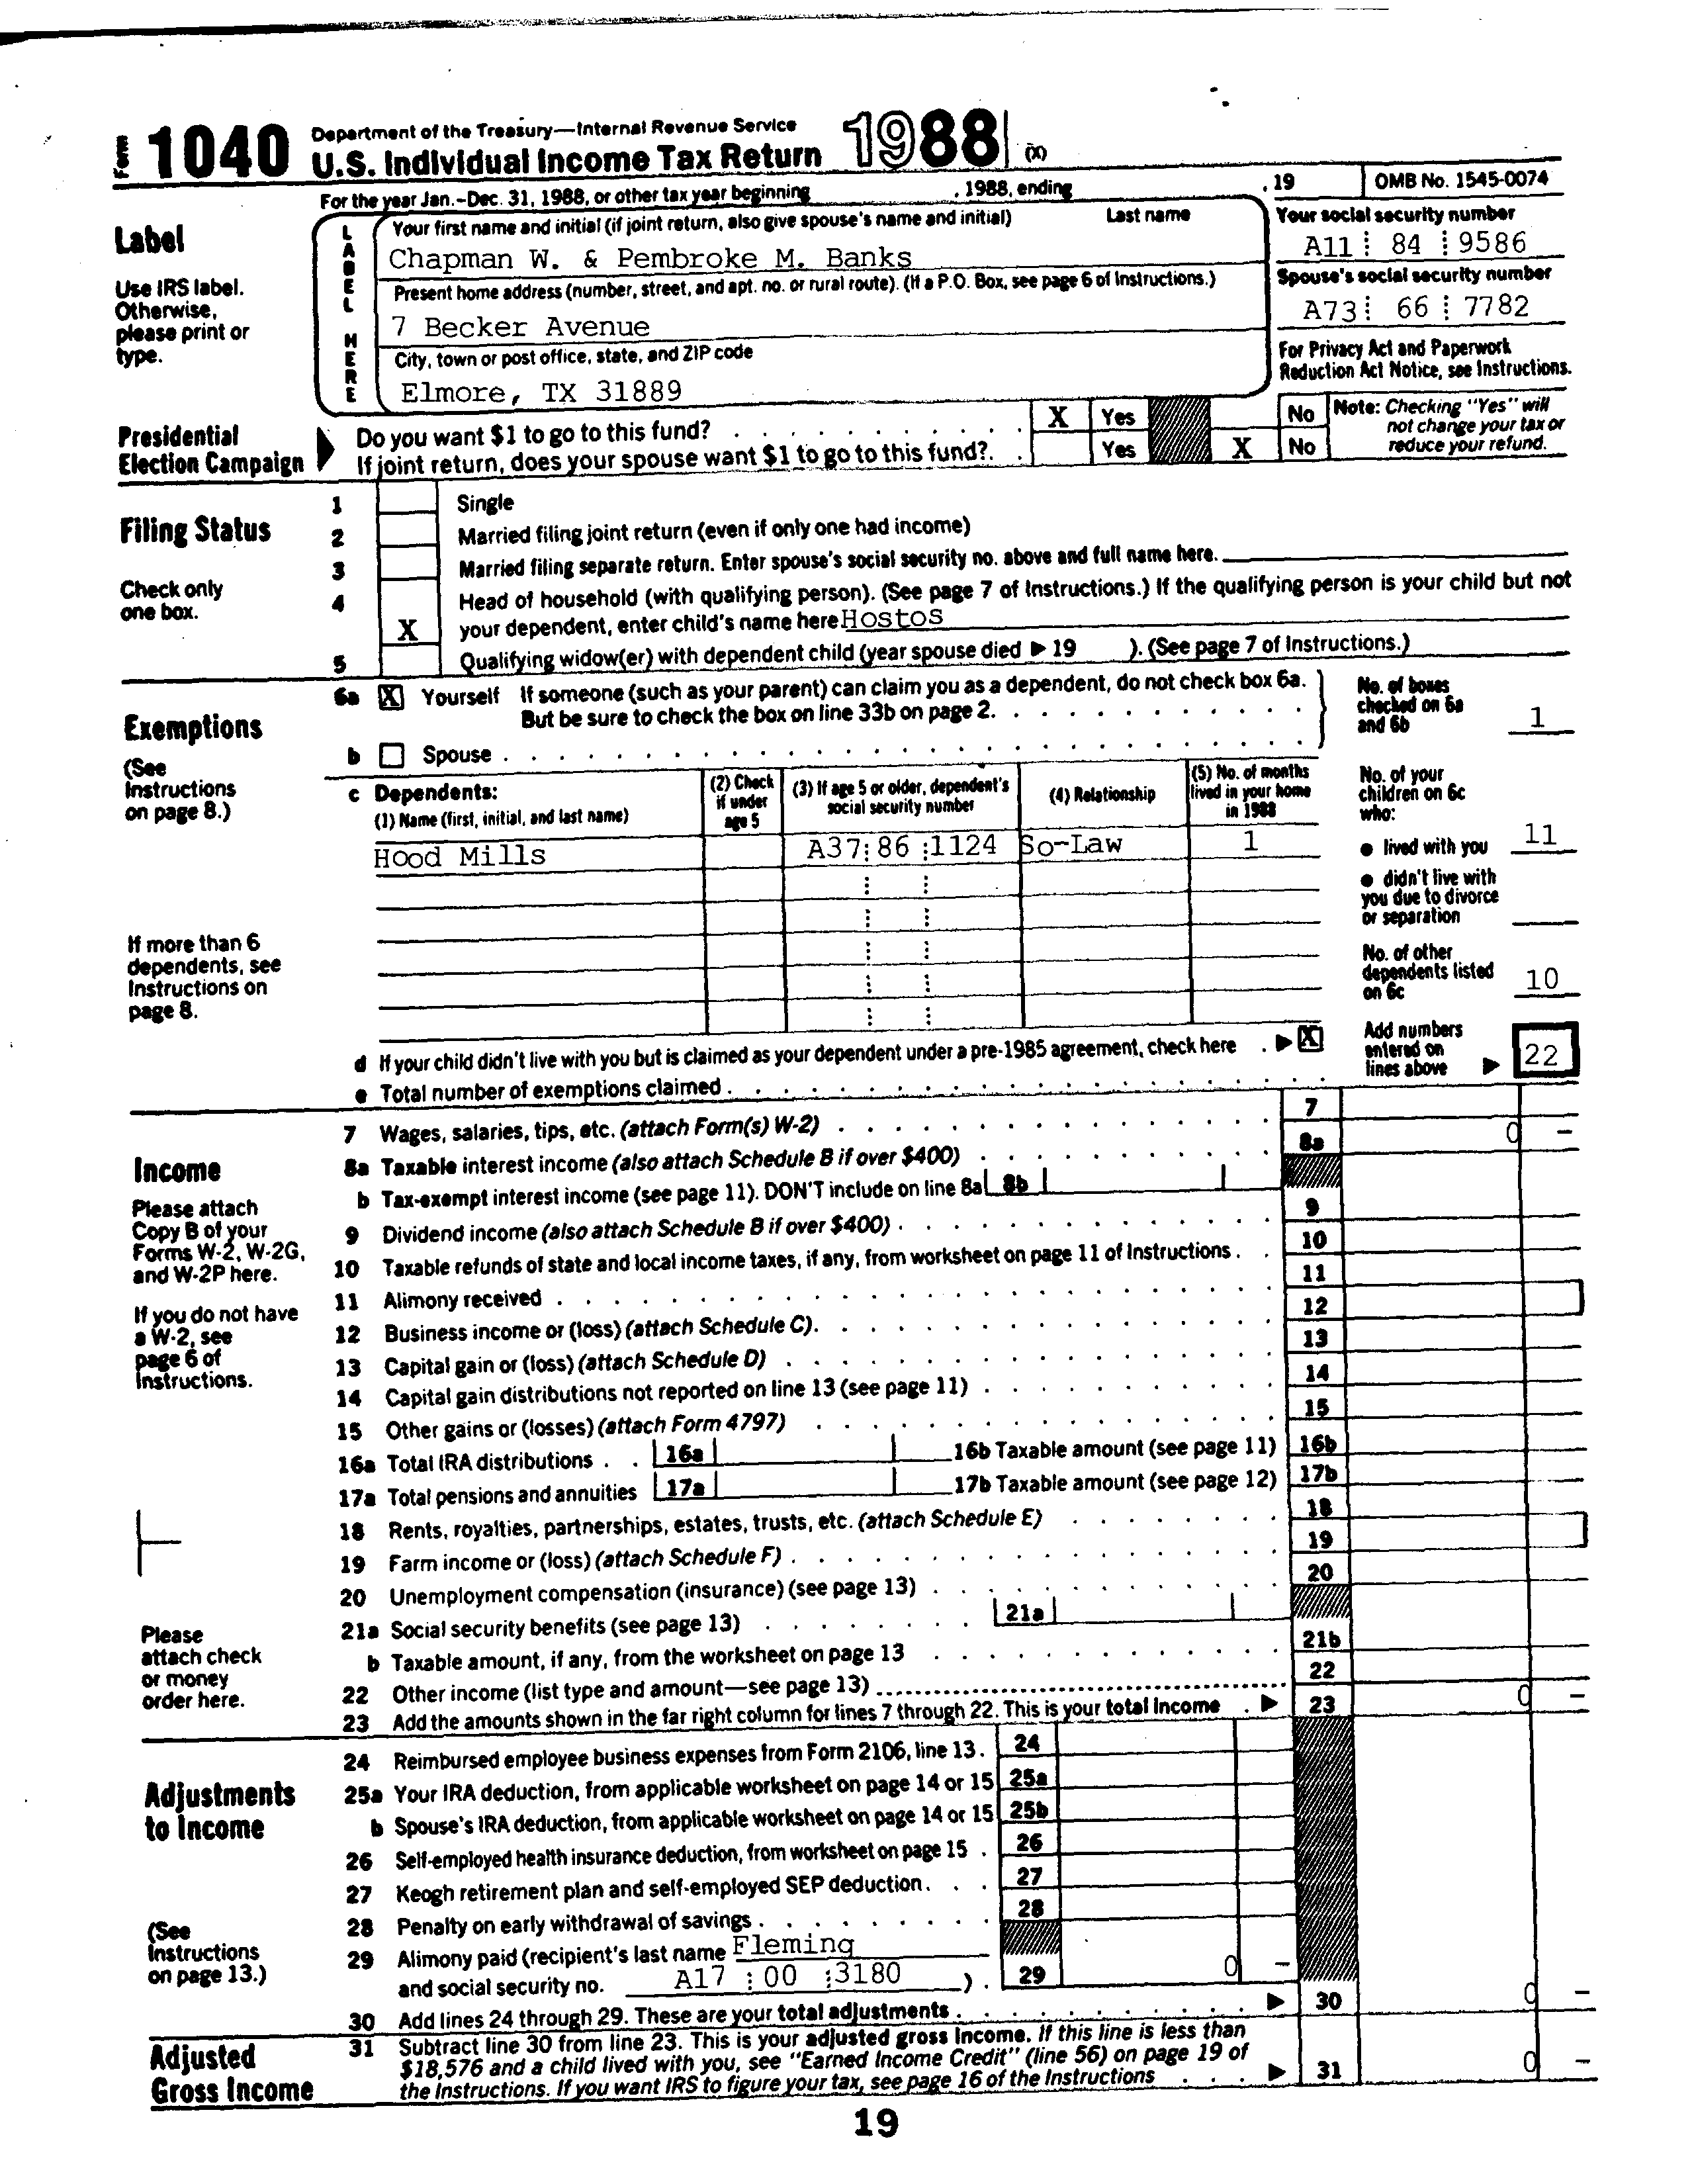 Form 1040 Department of the Treasury—Internal Revenue Service
U.S. Individual Income Tax Return 1988 (X)
For the year Jan.-Dec. 31, 1988, or other tax year beginning , 1988, ending , 19 OMB No. 1545-0074
Label
Use IRS label.
Otherwise,
please print or
type.
LABEL HERE
Your first name and initial (if joint return, also give spouse's name and initial) Last name
Chapman W. & Pembroke M. Banks
Present home address (number, street, and apt. no. or rural route). (If a P.O. Box, see page 6 of Instructions.)
7 Becker Avenue
City, town or post office, state, and ZIP code
Elmore, TX 31889
Your social security number
A11 84 9586
Spouse's social security number
A73 66 7782
For Privacy Act and Paperwork
Reduction Act Notice, see Instructions.
Presidential
Election Campaign
Do you want $1 to go to this fund? X Yes No
If joint return, does your spouse want $1 to go to this fund? Yes X No
Note: Checking "Yes" will
not change your tax or
reduce your refund.
Filing Status
Check only
one box.
1 Single
2 Married filing joint return (even if only one had income)
3 Married filing separate return. Enter spouse's social security no. above and full name here.
4 Head of household (with qualifying person). (See page 7 of Instructions.) If the qualifying person is your child but not
X your dependent, enter child's name here Hostos
5 Qualifying widow(er) with dependent child (year spouse died ▶ 19 ). (See page 7 of Instructions.)
Exemptions
(See
Instructions
on page 8.)
6a X Yourself If someone (such as your parent) can claim you as a dependent, do not check box 6a.
But be sure to check the box on line 33b on page 2.
b Spouse
No. of boxes
checked on 6a
and 6b 1
c Dependents:
(1) Name (first, initial, and last name)
(2) Check
if under
age 5
(3) If age 5 or older, dependent's
social security number
(4) Relationship
(5) No. of months
lived in your home
in 1988
Hood Mills A37 86 1124 So-Law 1
No. of your
children on 6c
who:
● lived with you 11
● didn't live with
you due to divorce
or separation
No. of other
dependents listed
on 6c 10
If more than 6
dependents, see
Instructions on
page 8.
d If your child didn't live with you but is claimed as your dependent under a pre-1985 agreement, check here ▶ X
e Total number of exemptions claimed
Add numbers
entered on
lines above ▶ 22
Income
Please attach
Copy B of your
Forms W-2, W-2G,
and W-2P here.
If you do not have
a W-2, see
page 6 of
Instructions.
Please
attach check
or money
order here.
7 Wages, salaries, tips, etc. (attach Form(s) W-2) 7
8a Taxable interest income (also attach Schedule B if over $400) 8a 0 -
b Tax-exempt interest income (see page 11). DON'T include on line 8a 8b
9 Dividend income (also attach Schedule B if over $400) 9
10 Taxable refunds of state and local income taxes, if any, from worksheet on page 11 of Instructions 10
11 Alimony received 11
12 Business income or (loss) (attach Schedule C) 12
13 Capital gain or (loss) (attach Schedule D) 13
14 Capital gain distributions not reported on line 13 (see page 11) 14
15 Other gains or (losses) (attach Form 4797) 15
16a Total IRA distributions 16a 16b Taxable amount (see page 11) 16b
17a Total pensions and annuities 17a 17b Taxable amount (see page 12) 17b
18 Rents, royalties, partnerships, estates, trusts, etc. (attach Schedule E) 18
19 Farm income or (loss) (attach Schedule F) 19
20 Unemployment compensation (insurance) (see page 13) 20
21a Social security benefits (see page 13) 21a
b Taxable amount, if any, from the worksheet on page 13 21b
22 Other income (list type and amount—see page 13) 22
23 Add the amounts shown in the far right column for lines 7 through 22. This is your total income ▶ 23 0 -
Adjustments
to Income
(See
Instructions
on page 13.)
24 Reimbursed employee business expenses from Form 2106, line 13. 24
25a Your IRA deduction, from applicable worksheet on page 14 or 15 25a
b Spouse's IRA deduction, from applicable worksheet on page 14 or 15 25b
26 Self-employed health insurance deduction, from worksheet on page 15 26
27 Keogh retirement plan and self-employed SEP deduction 27
28 Penalty on early withdrawal of savings 28
29 Alimony paid (recipient's last name Fleming
and social security no. A17 00 3180 ) 29 0 -
30 Add lines 24 through 29. These are your total adjustments ▶ 30 0 -
Adjusted
Gross Income
31 Subtract line 30 from line 23. This is your adjusted gross income. If this line is less than
$18,576 and a child lived with you, see "Earned Income Credit" (line 56) on page 19 of
the Instructions. If you want IRS to figure your tax, see page 16 of the Instructions ▶ 31 0 -
19